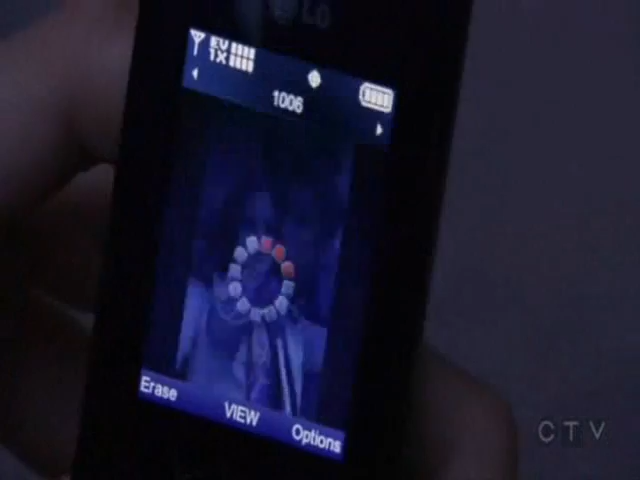 LG
EV
1X
1006
Erase
VIEW
Options
CTV